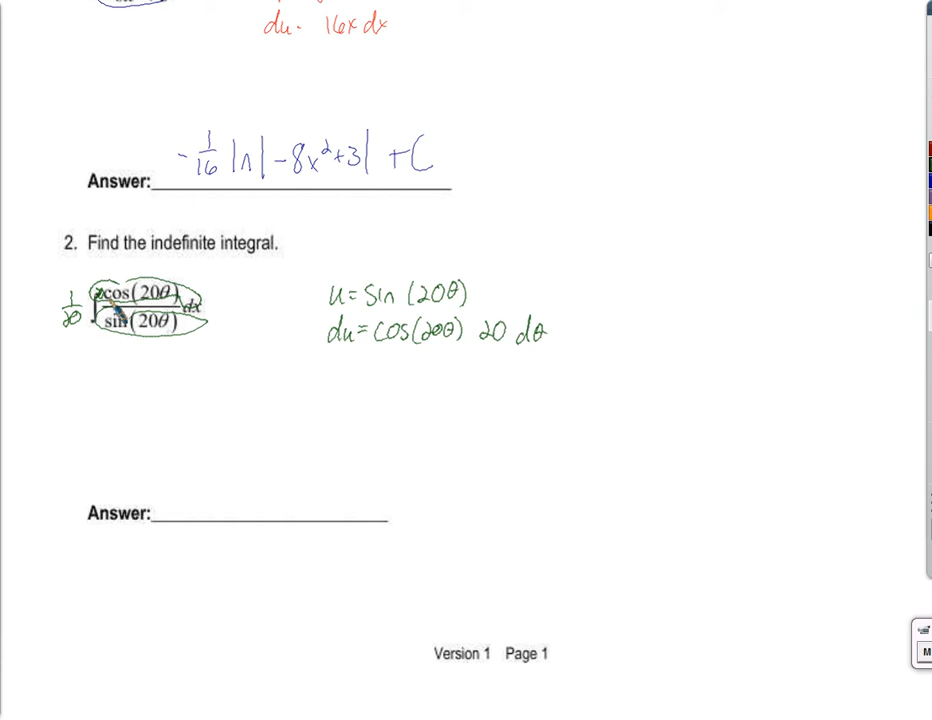 du = 16x dx
-1/16 ln|-8x²+3| + C
Answer:
2. Find the indefinite integral.
1/20 ∫ cos(20θ)/sin(20θ) dx
u = sin (20θ)
du = cos(20θ) 20 dθ
Answer:
Version 1 Page 1
M